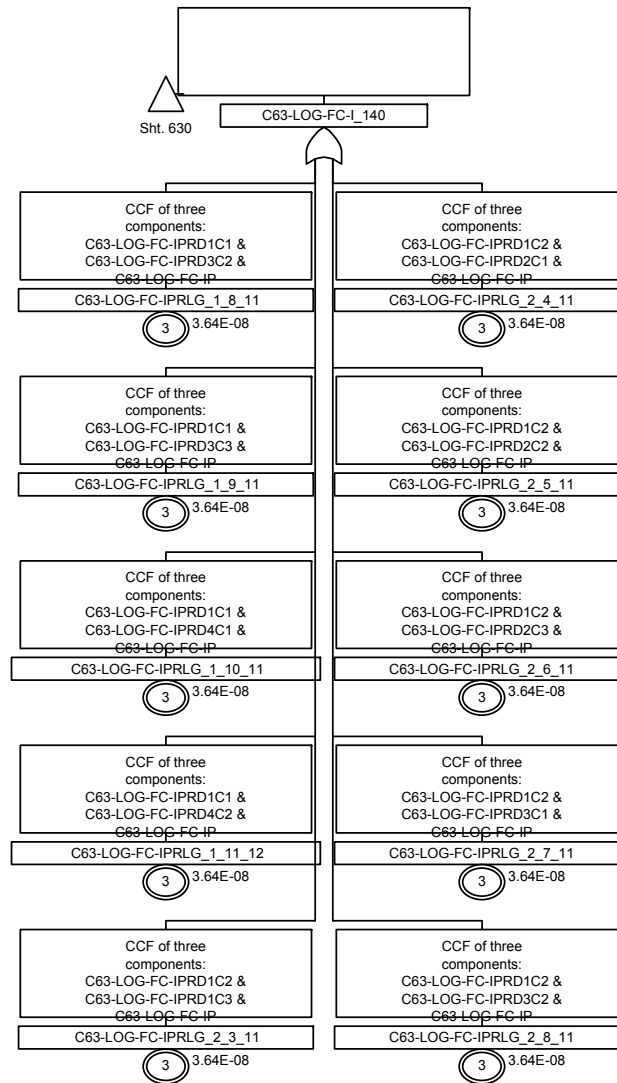 Sht. 630
C63-LOG-FC-I_140
CCF of three
components:
C63-LOG-FC-IPRD1C1 &
C63-LOG-FC-IPRD3C2 &
C63-LOG-FC-IP
C63-LOG-FC-IPRLG_1_8_11
3
3.64E-08
CCF of three
components:
C63-LOG-FC-IPRD1C2 &
C63-LOG-FC-IPRD2C1 &
C63-LOG-FC-IP
C63-LOG-FC-IPRLG_2_4_11
3
3.64E-08
CCF of three
components:
C63-LOG-FC-IPRD1C1 &
C63-LOG-FC-IPRD3C3 &
C63-LOG-FC-IP
C63-LOG-FC-IPRLG_1_9_11
3
3.64E-08
CCF of three
components:
C63-LOG-FC-IPRD1C2 &
C63-LOG-FC-IPRD2C2 &
C63-LOG-FC-IP
C63-LOG-FC-IPRLG_2_5_11
3
3.64E-08
CCF of three
components:
C63-LOG-FC-IPRD1C1 &
C63-LOG-FC-IPRD4C1 &
C63-LOG-FC-IP
C63-LOG-FC-IPRLG_1_10_11
3
3.64E-08
CCF of three
components:
C63-LOG-FC-IPRD1C2 &
C63-LOG-FC-IPRD2C3 &
C63-LOG-FC-IP
C63-LOG-FC-IPRLG_2_6_11
3
3.64E-08
CCF of three
components:
C63-LOG-FC-IPRD1C1 &
C63-LOG-FC-IPRD4C2 &
C63-LOG-FC-IP
C63-LOG-FC-IPRLG_1_11_12
3
3.64E-08
CCF of three
components:
C63-LOG-FC-IPRD1C2 &
C63-LOG-FC-IPRD3C1 &
C63-LOG-FC-IP
C63-LOG-FC-IPRLG_2_7_11
3
3.64E-08
CCF of three
components:
C63-LOG-FC-IPRD1C2 &
C63-LOG-FC-IPRD1C3 &
C63-LOG-FC-IP
C63-LOG-FC-IPRLG_2_3_11
3
3.64E-08
CCF of three
components:
C63-LOG-FC-IPRD1C2 &
C63-LOG-FC-IPRD3C2 &
C63-LOG-FC-IP
C63-LOG-FC-IPRLG_2_8_11
3
3.64E-08